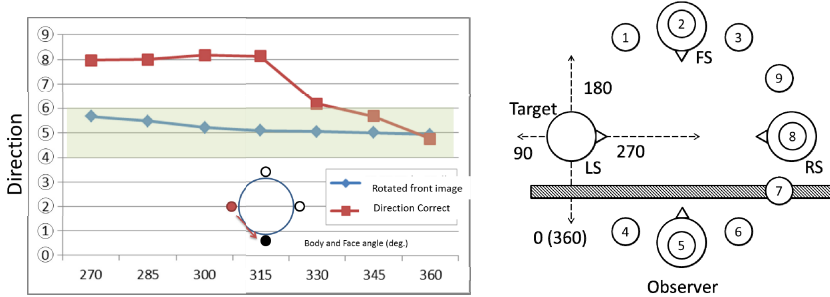 Direction
⑨
⑧
⑦
⑥
⑤
④
③
②
①
⓪
Rotated front image
Direction Correct
Body and Face angle (deg.)
270 285 300 315 330 345 360
① ② ③
FS
⑨
180
Target
90 270
LS
⑧
RS
⑦
0 (360)
④ ⑤ ⑥
Observer